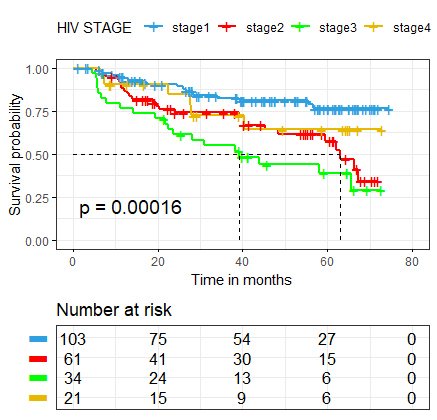 HIV STAGE stage1 stage2 stage3 stage4
1.00
0.75
0.50
0.25
0.00
Survival probability
p = 0.00016
0 20 40 60 80
Time in months
Number at risk
103 75 54 27 0
61 41 30 15 0
34 24 13 6 0
21 15 9 6 0